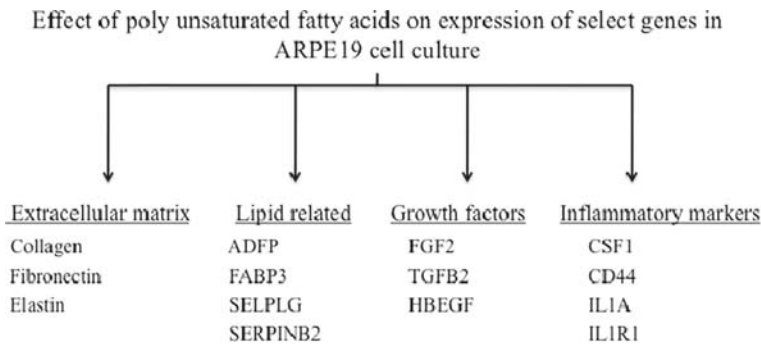 Effect of poly unsaturated fatty acids on expression of select genes in
ARPE19 cell culture
Extracellular matrix
Collagen
Fibronectin
Elastin
Lipid related
ADFP
FABP3
SELPLG
SERPINB2
Growth factors
FGF2
TGFB2
HBEGF
Inflammatory markers
CSF1
CD44
IL1A
IL1R1